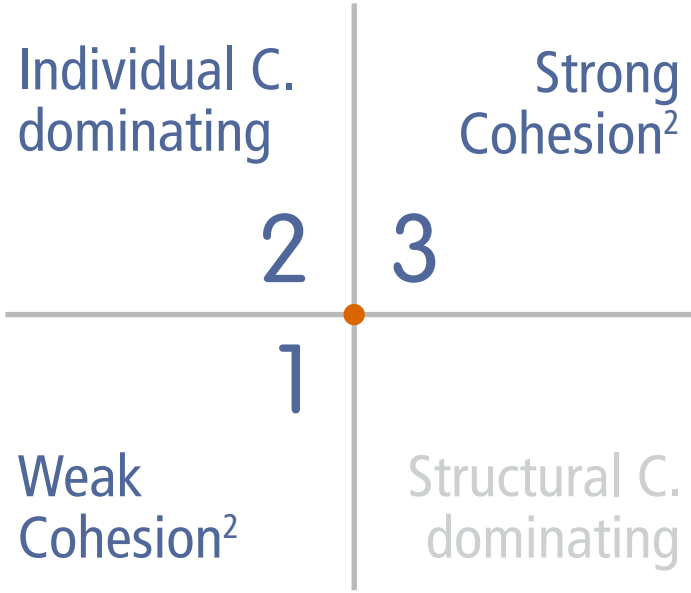 Individual C.
dominating
Strong
Cohesion²
2
3
1
Weak
Cohesion²
Structural C.
dominating